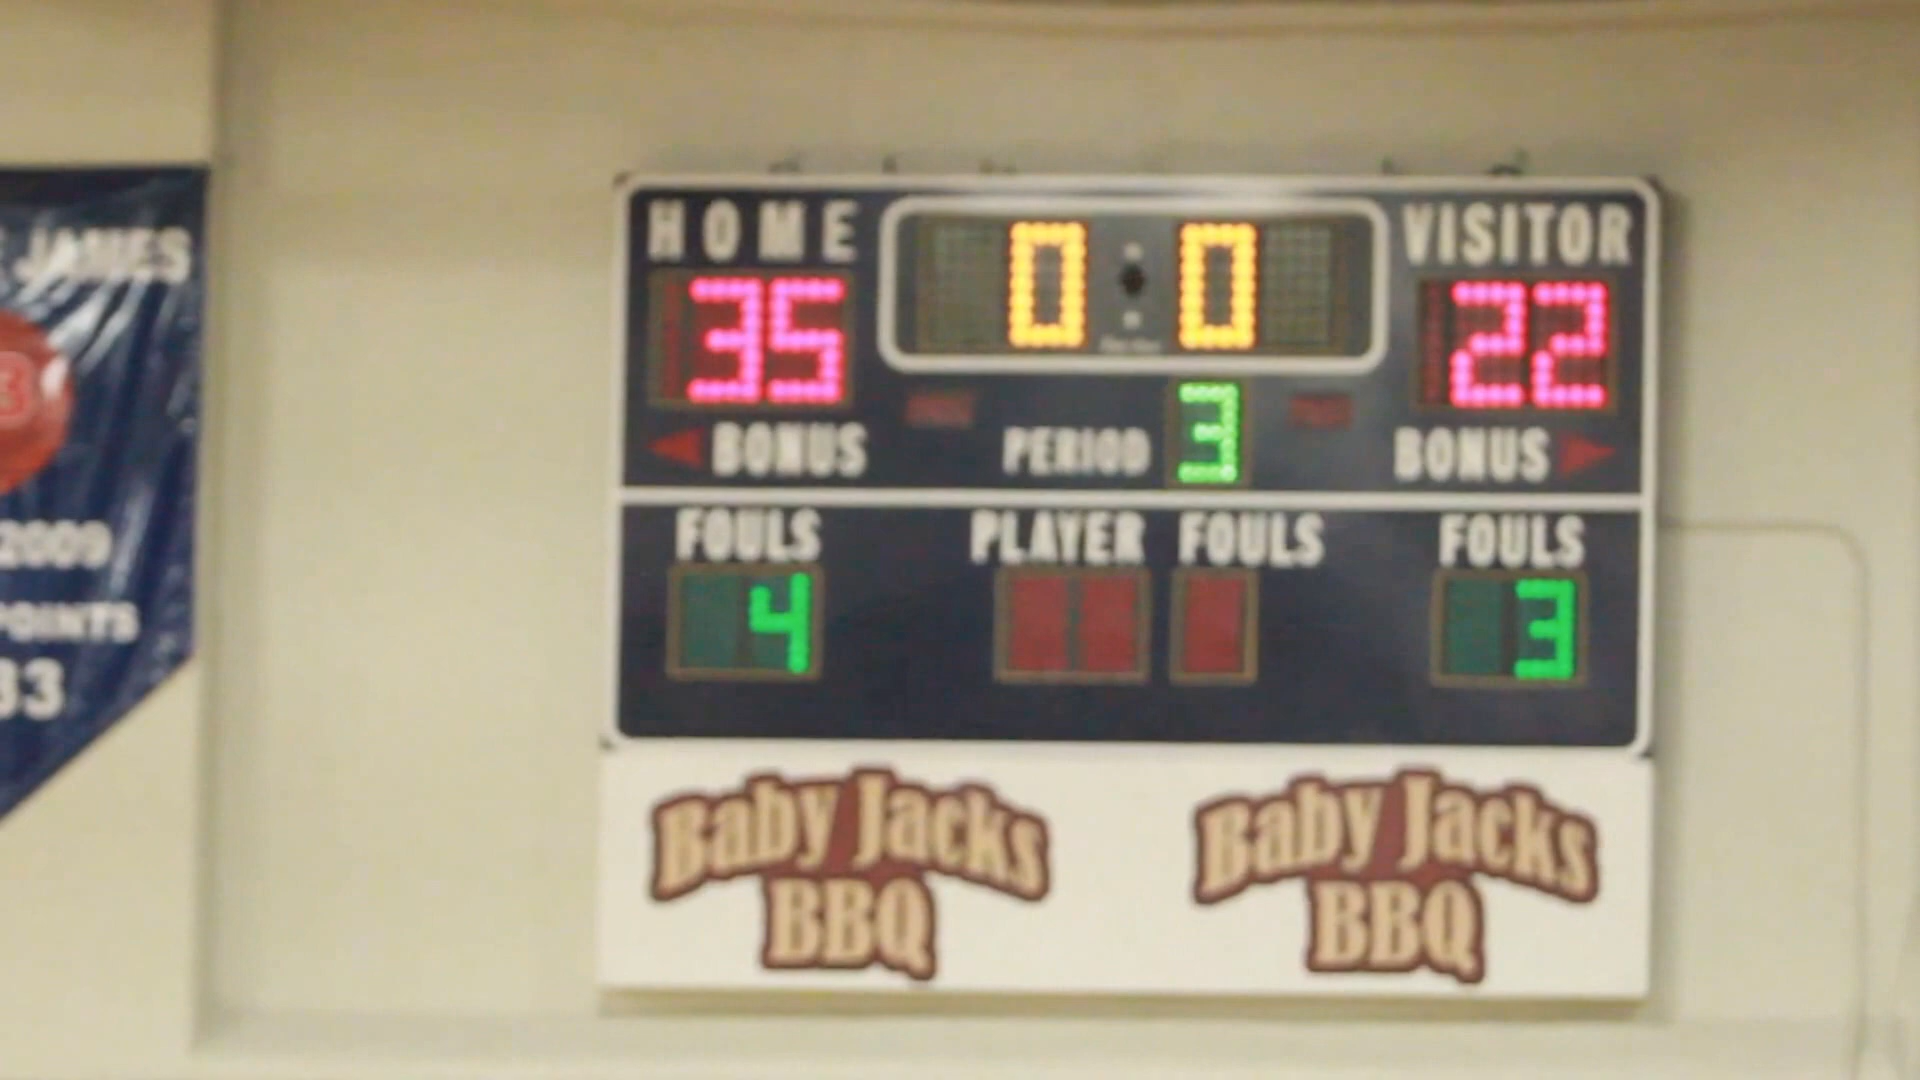 JAMES
2009
POINTS
33
HOME 0 : 0 VISITOR
35 22
BONUS PERIOD 3 BONUS
FOULS PLAYER FOULS FOULS
4 3
Baby Jacks BBQ
Baby Jacks BBQ